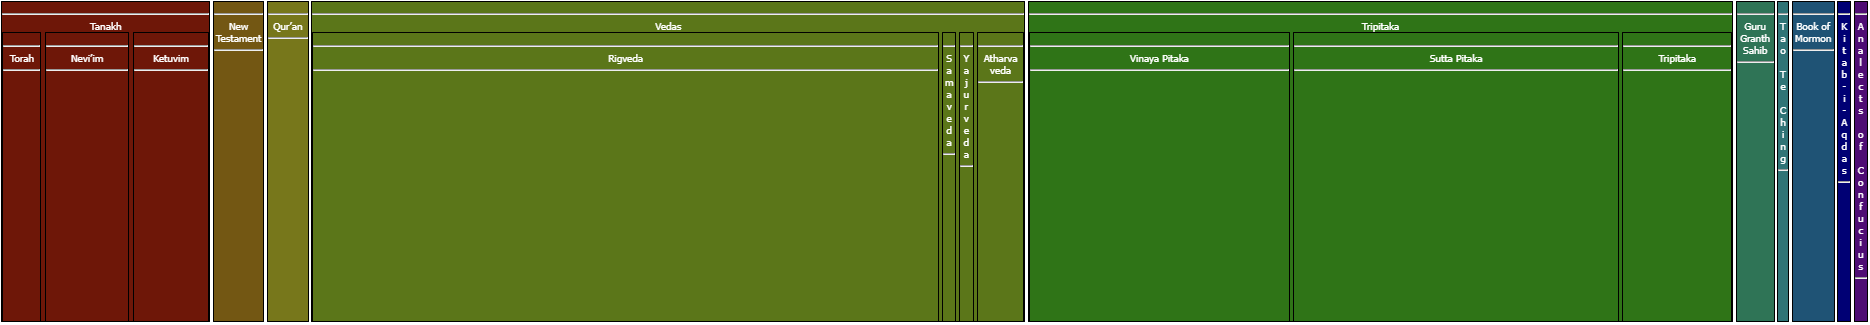 Tanakh
Torah
Nevi'im
Ketuvim
New
Testament
Qur'an
Vedas
Rigveda
Samaveda
Yajurveda
Atharva
veda
Tripitaka
Vinaya Pitaka
Sutta Pitaka
Tripitaka
Guru
Granth
Sahib
Tao Te Ching
Book of
Mormon
Kitab-i-Aqdas
Analects of Confucius